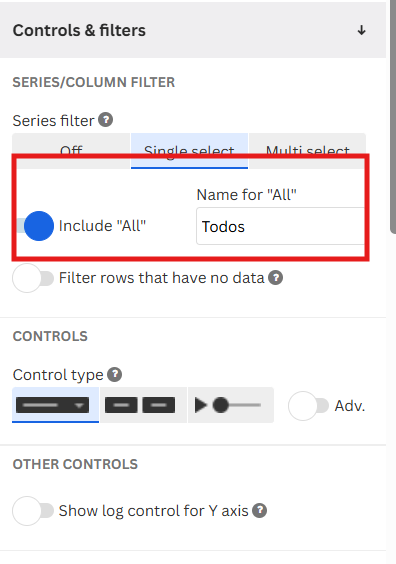 Controls & filters
SERIES/COLUMN FILTER
Series filter ?
Off Single select Multi select
Name for "All"
Include "All" Todos
Filter rows that have no data ?
CONTROLS
Control type ?
Adv.
OTHER CONTROLS
Show log control for Y axis ?